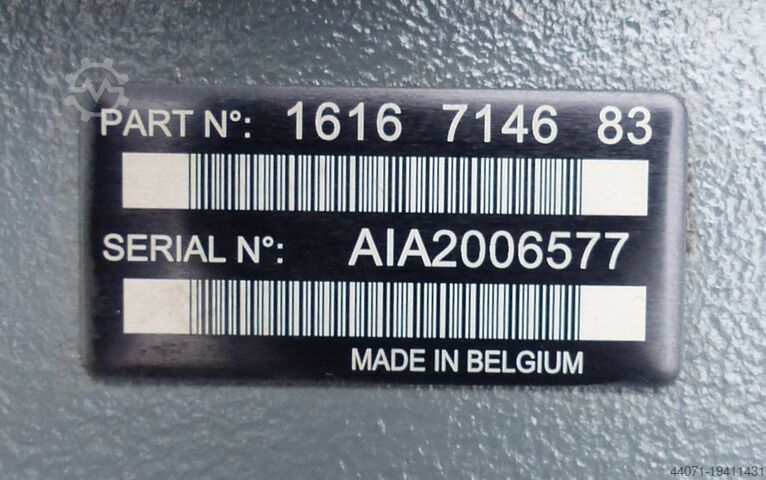 PART N°: 1616 7146 83
SERIAL N°: AIA2006577
MADE IN BELGIUM
44071-19411431